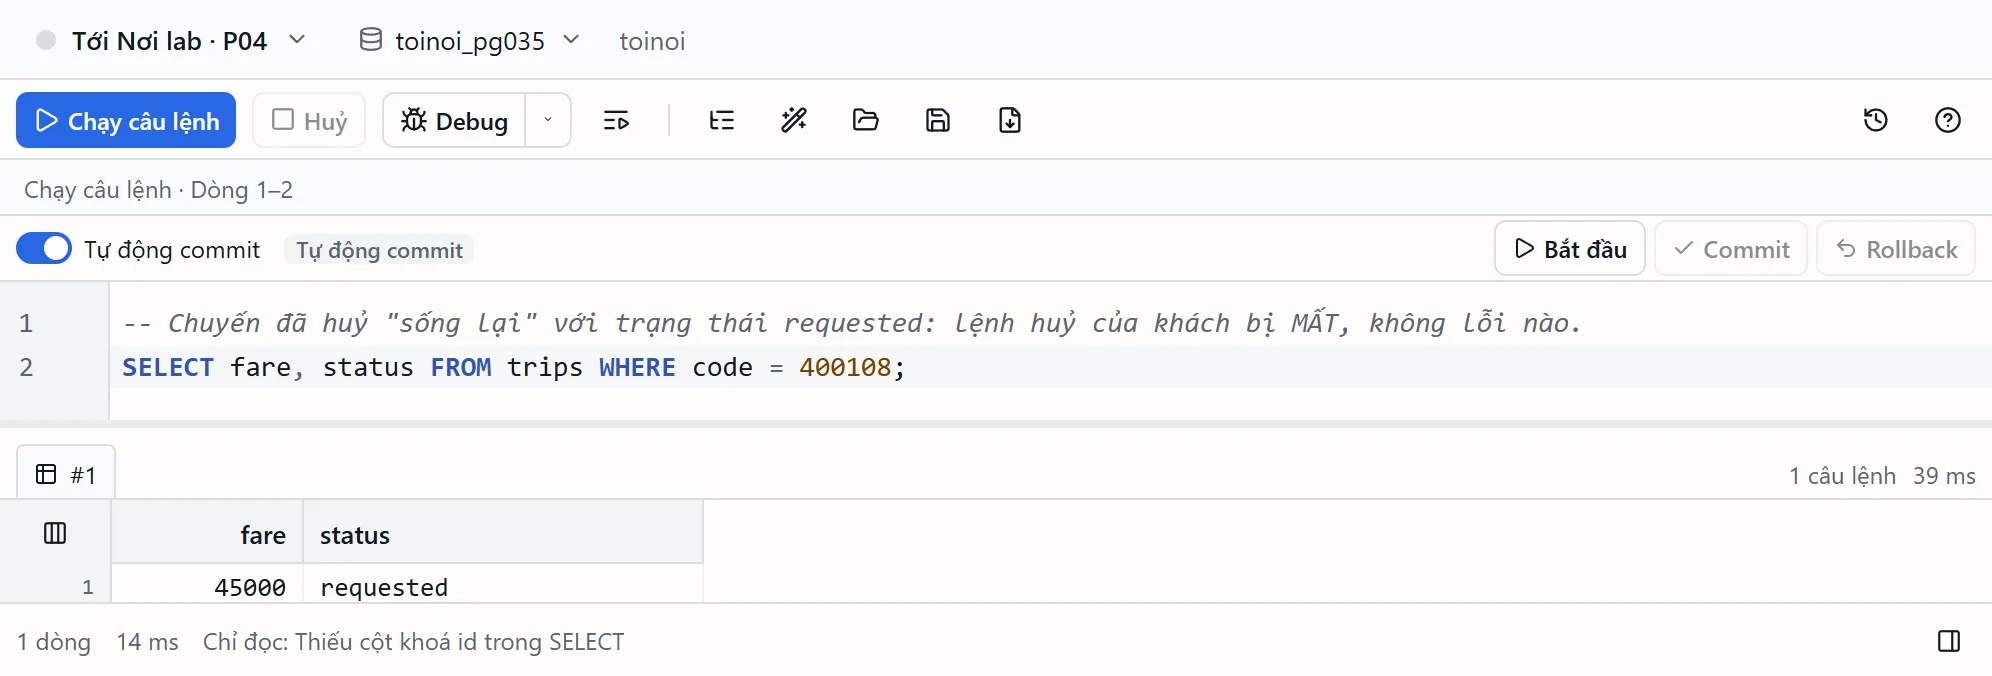 Tới Nơi lab · P04 toinoi_pg035 toinoi
Chạy câu lệnh Huỷ Debug
Chạy câu lệnh · Dòng 1–2
Tự động commit Tự động commit Bắt đầu Commit Rollback
1 -- Chuyến đã huỷ "sống lại" với trạng thái requested: lệnh huỷ của khách bị MẤT, không lỗi nào.
2 SELECT fare, status FROM trips WHERE code = 400108;
#1 1 câu lệnh 39 ms
fare status
1 45000 requested
1 dòng 14 ms Chỉ đọc: Thiếu cột khoá id trong SELECT